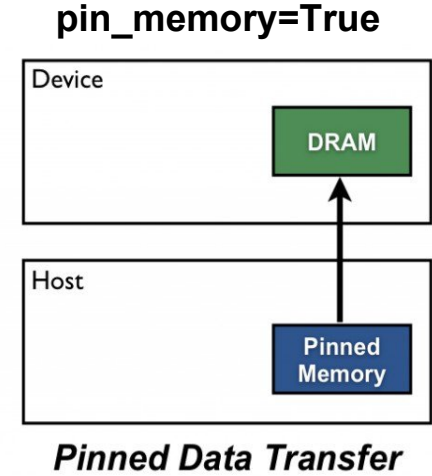 pin_memory=True
Device
DRAM
Host
Pinned
Memory
Pinned Data Transfer